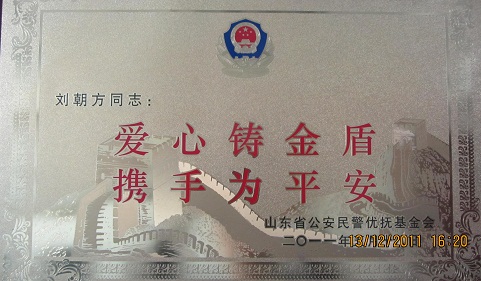 刘朝方同志：
爱心铸金盾
携手为平安
山东省公安民警优抚基金会
二〇一一年
13/12/2011 16:20